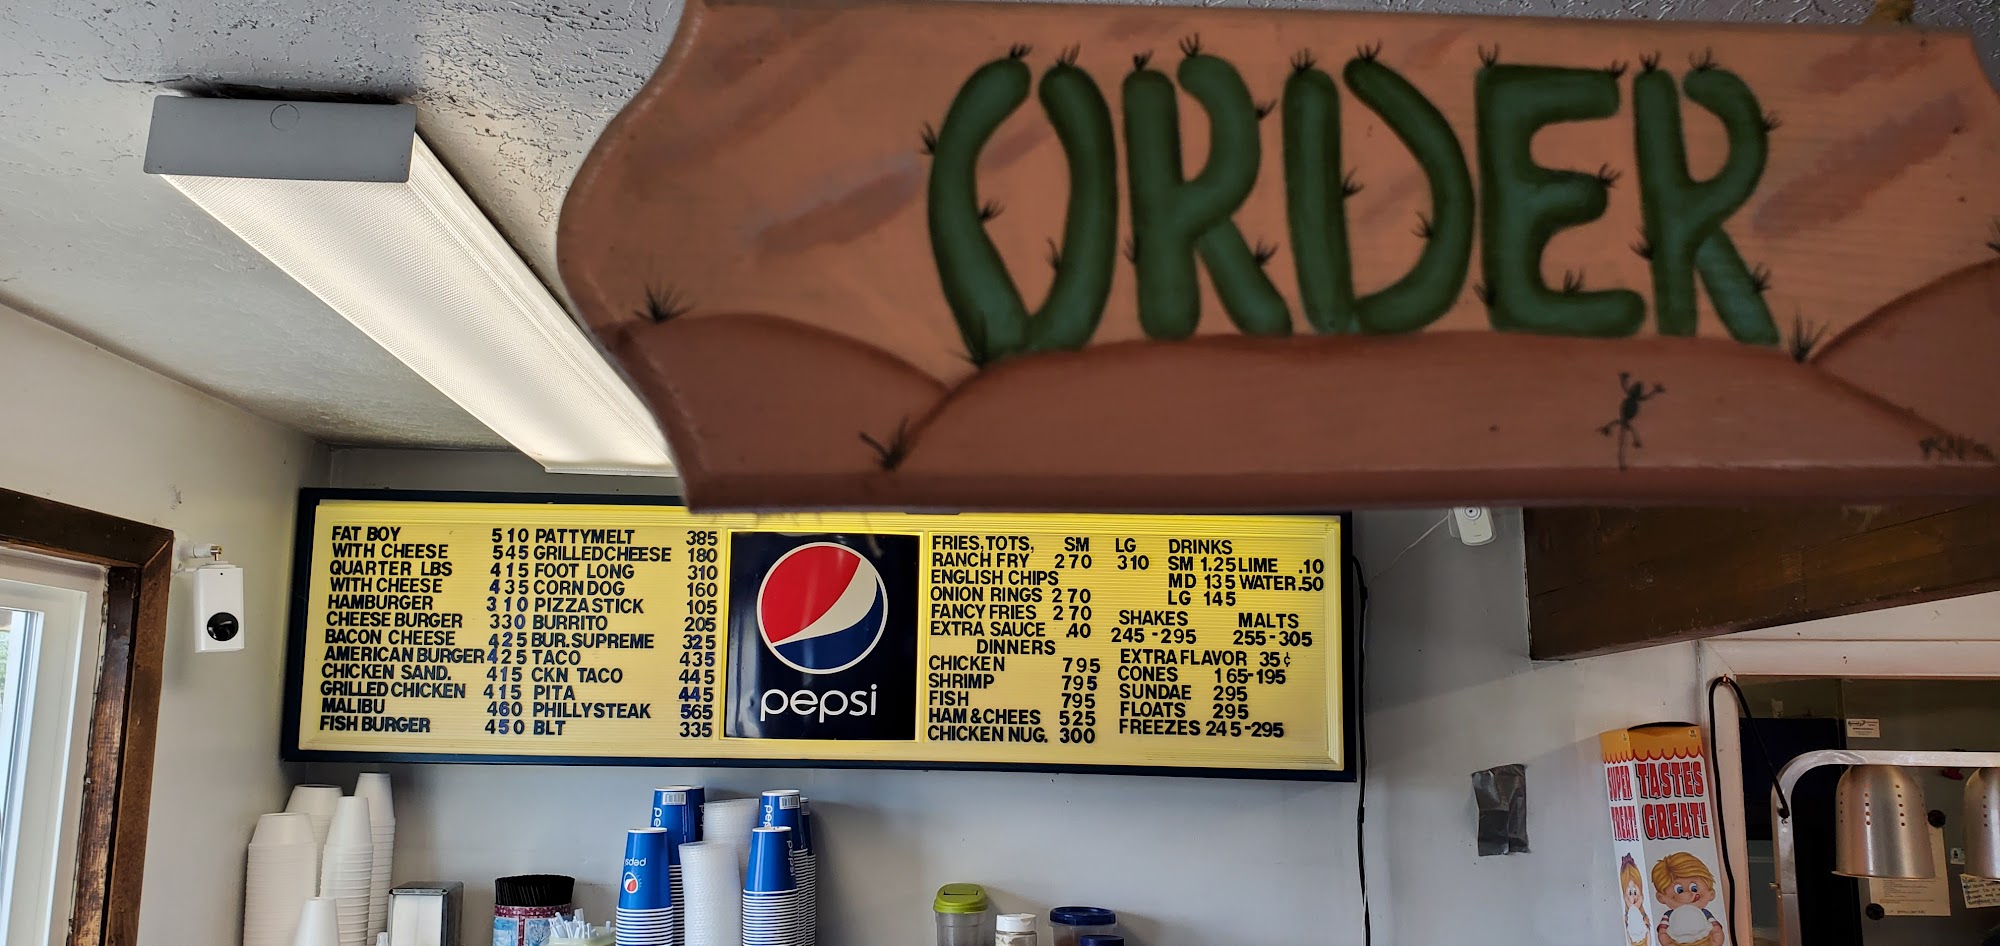 ORDER
FAT BOY 510
WITH CHEESE 545
QUARTER LBS 415
WITH CHEESE 435
HAMBURGER 310
CHEESE BURGER 330
BACON CHEESE 425
AMERICAN BURGER 425
CHICKEN SAND. 415
GRILLED CHICKEN 415
MALIBU 460
FISH BURGER 450
PATTYMELT 385
GRILLEDCHEESE 180
FOOT LONG 310
CORN DOG 160
PIZZA STICK 105
BURRITO 205
BUR.SUPREME 325
TACO 435
CKN TACO 445
PITA 445
PHILLYSTEAK 565
BLT 335
pepsi
FRIES,TOTS, SM LG
RANCH FRY 270 310
ENGLISH CHIPS
ONION RINGS 270
FANCY FRIES 270
EXTRA SAUCE .40
DINNERS
CHICKEN 795
SHRIMP 795
FISH 795
HAM & CHEES 525
CHICKEN NUG. 300
DRINKS
SM 1.25 LIME .10
MD 135 WATER .50
LG 145
SHAKES MALTS
245-295 255-305
EXTRA FLAVOR 35¢
CONES 165-195
SUNDAE 295
FLOATS 295
FREEZES 245-295
pepsi
SUPER TREAT!
TASTES GREAT!